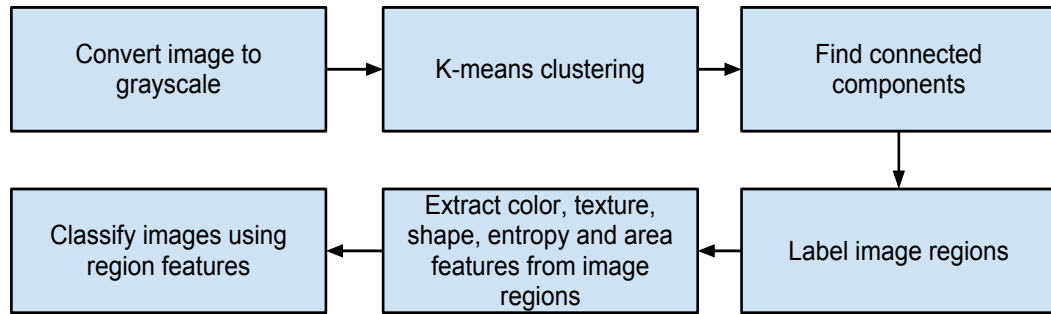 Convert image to
grayscale
K-means clustering
Find connected
components
Label image regions
Extract color, texture,
shape, entropy and area
features from image
regions
Classify images using
region features